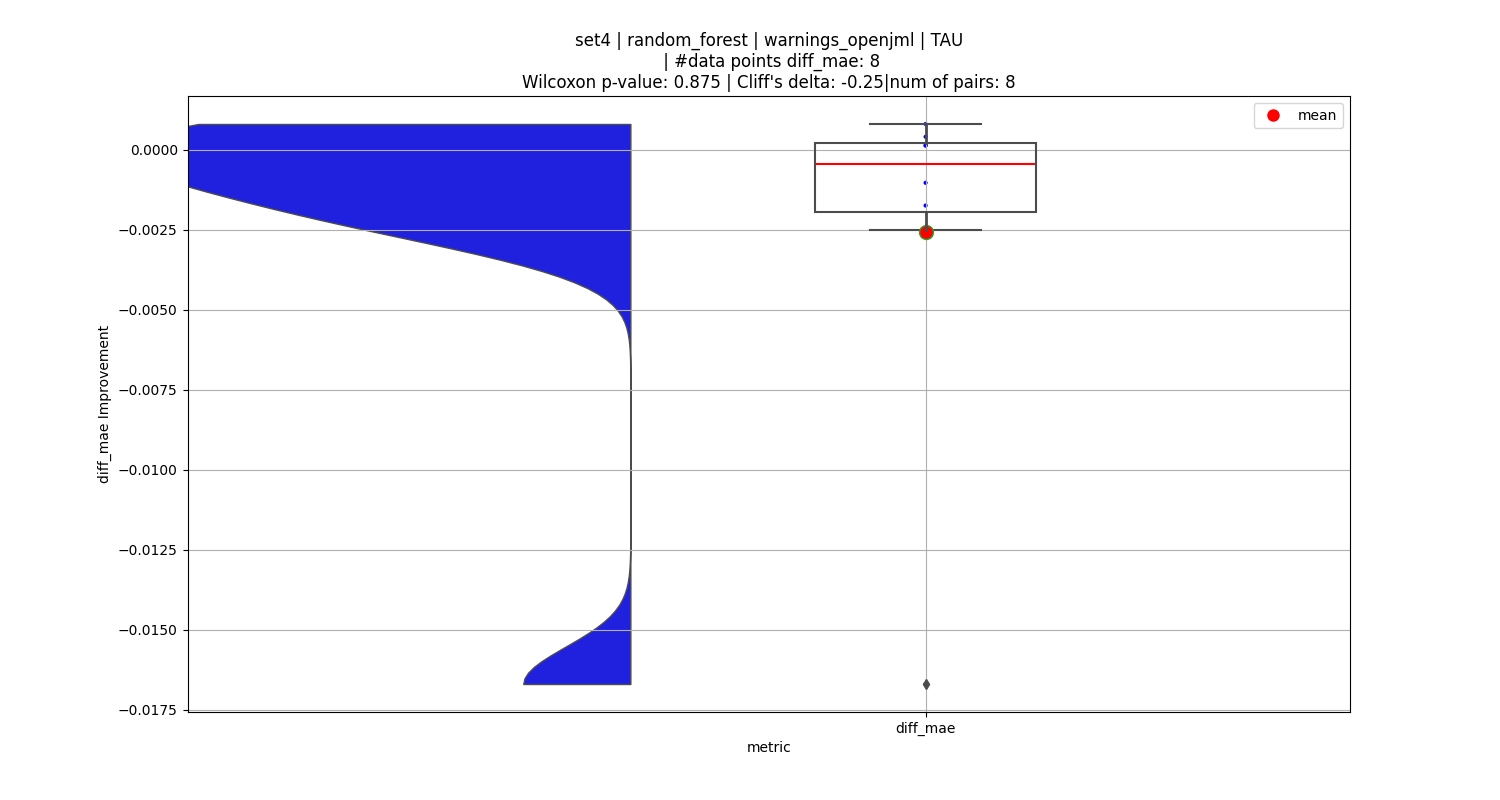 set4 | random_forest | warnings_openjml | TAU
| #data points diff_mae: 8
Wilcoxon p-value: 0.875 | Cliff's delta: -0.25|num of pairs: 8
mean
0.0000
−0.0025
−0.0050
−0.0075
−0.0100
−0.0125
−0.0150
−0.0175
diff_mae Improvement
diff_mae
metric